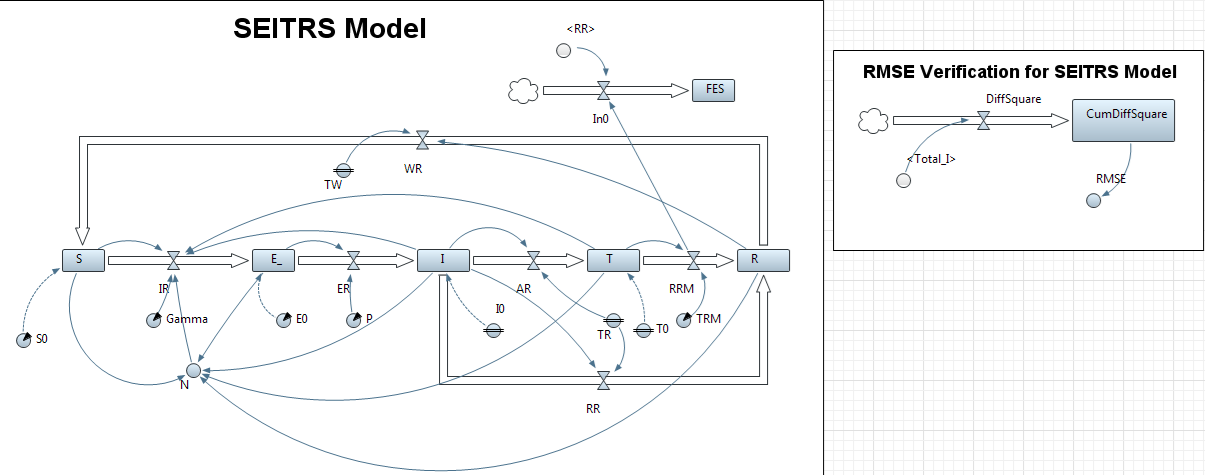 SEITRS Model
<RR>
FES
In0
WR
TW
S
E_
I
T
R
IR
ER
AR
RRM
Gamma
E0
P
I0
TR
T0
TRM
S0
N
RR
RMSE Verification for SEITRS Model
DiffSquare
CumDiffSquare
<Total_I>
RMSE